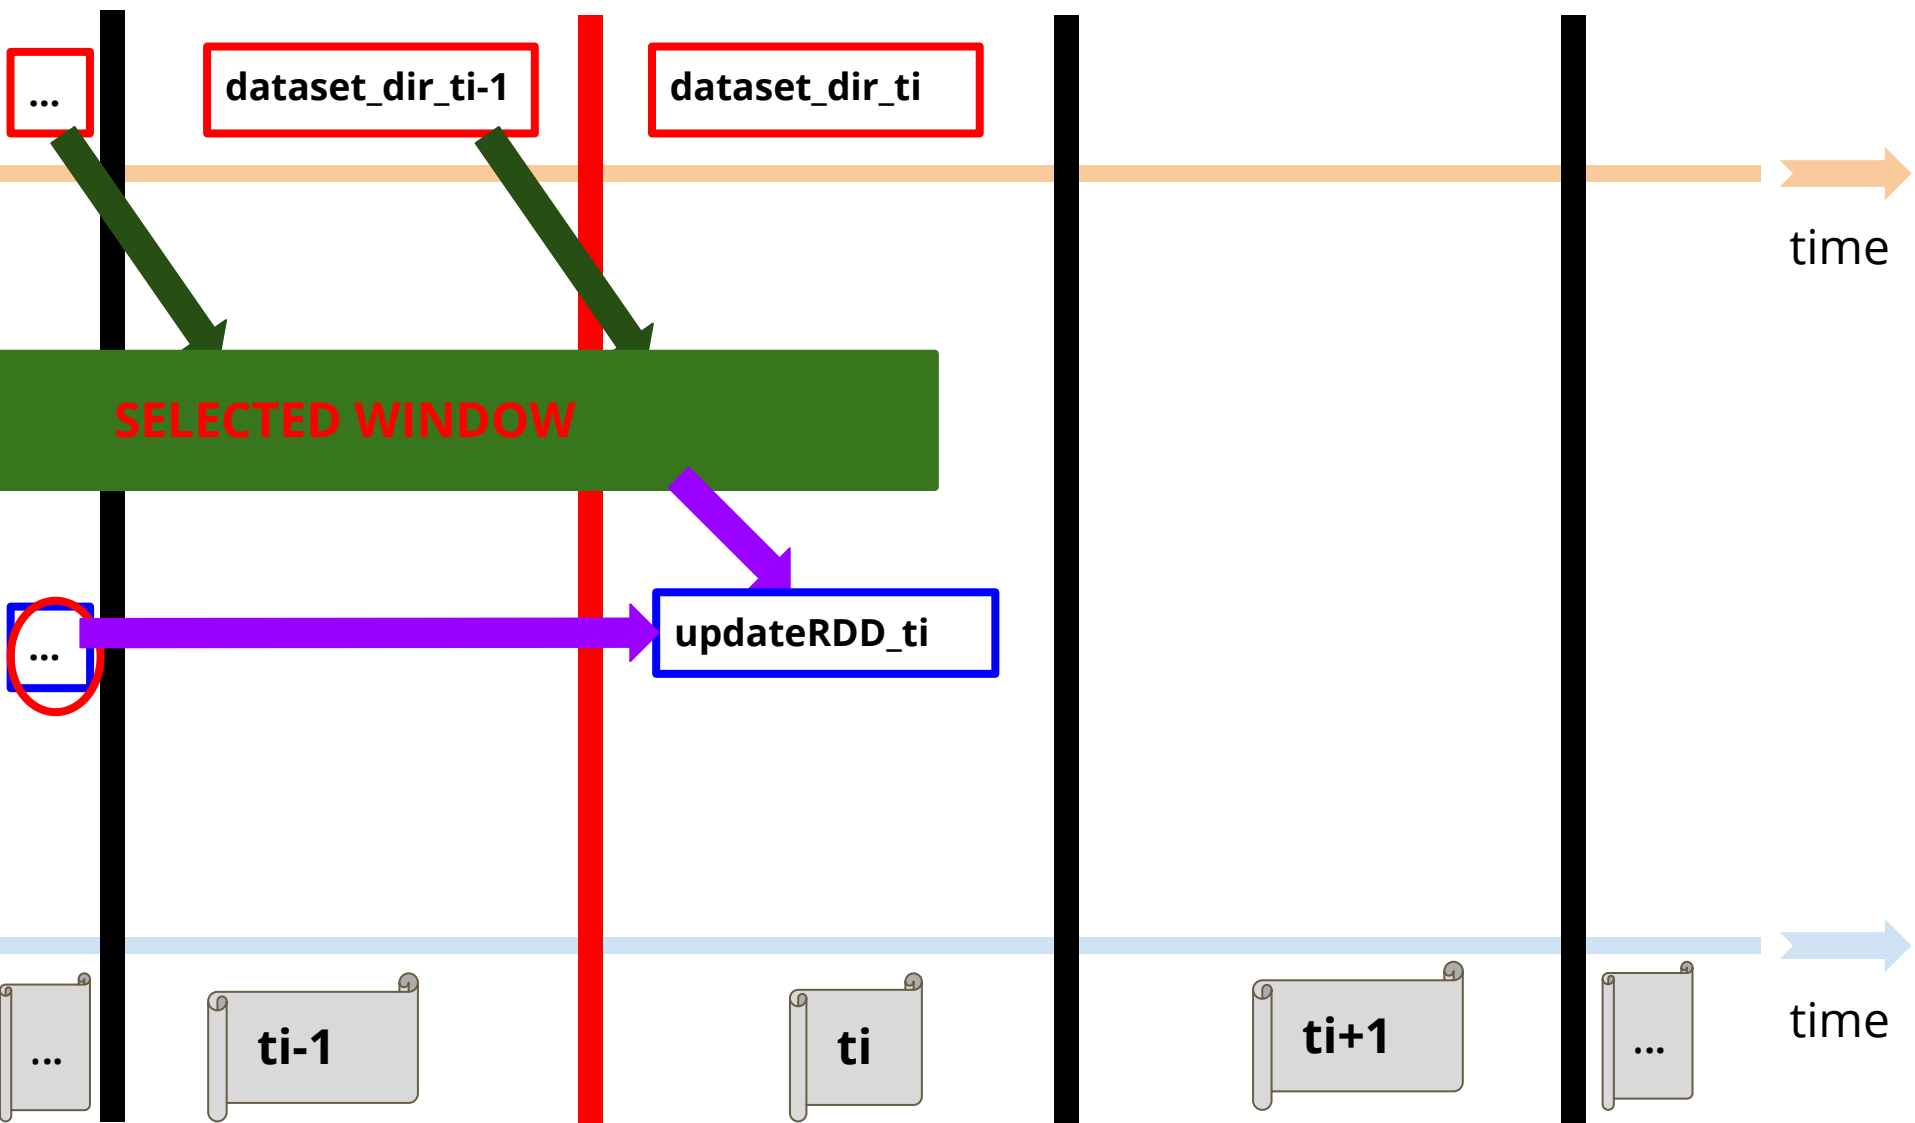 ...
dataset_dir_ti-1
dataset_dir_ti
time
SELECTED WINDOW
...
updateRDD_ti
...
ti-1
ti
ti+1
...
time